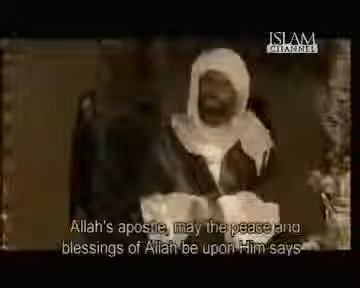 ISLAM
CHANNEL
Allah's apostle, may the peace and
blessings of Allah be upon Him says